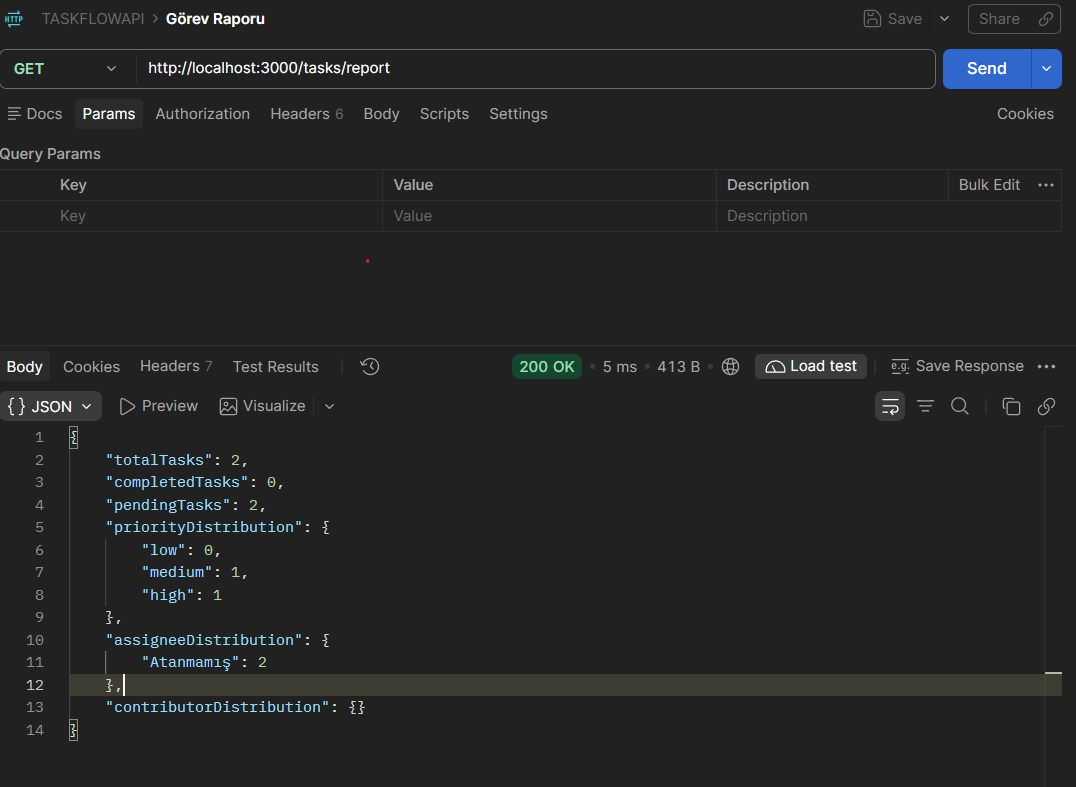 HTTP TASKFLOWAPI > Görev Raporu Save Share
GET http://localhost:3000/tasks/report Send
Docs Params Authorization Headers 6 Body Scripts Settings Cookies
Query Params
Key Value Description Bulk Edit ...
Key Value Description
Body Cookies Headers 7 Test Results 200 OK • 5 ms • 413 B • Load test e.g. Save Response ...
{} JSON Preview Visualize
1 {
2 "totalTasks": 2,
3 "completedTasks": 0,
4 "pendingTasks": 2,
5 "priorityDistribution": {
6 "low": 0,
7 "medium": 1,
8 "high": 1
9 },
10 "assigneeDistribution": {
11 "Atanmamış": 2
12 },
13 "contributorDistribution": {}
14 }